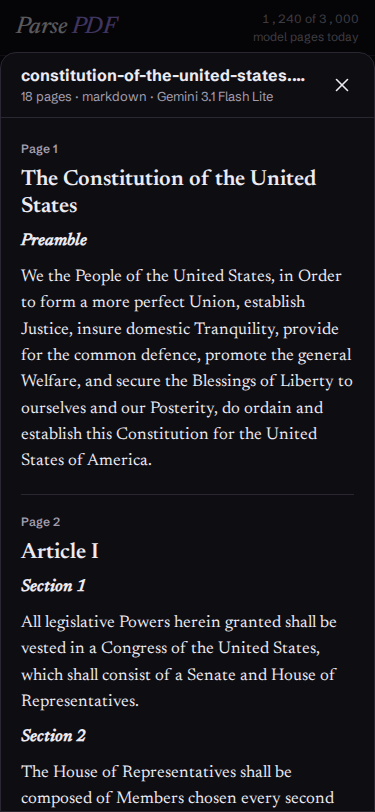 Parse PDF
1,240 of 3,000
model pages today
constitution-of-the-united-states....
18 pages · markdown · Gemini 3.1 Flash Lite
Page 1
The Constitution of the United
States
Preamble
We the People of the United States, in Order
to form a more perfect Union, establish
Justice, insure domestic Tranquility, provide
for the common defence, promote the general
Welfare, and secure the Blessings of Liberty to
ourselves and our Posterity, do ordain and
establish this Constitution for the United
States of America.
Page 2
Article I
Section 1
All legislative Powers herein granted shall be
vested in a Congress of the United States,
which shall consist of a Senate and House of
Representatives.
Section 2
The House of Representatives shall be
composed of Members chosen every second